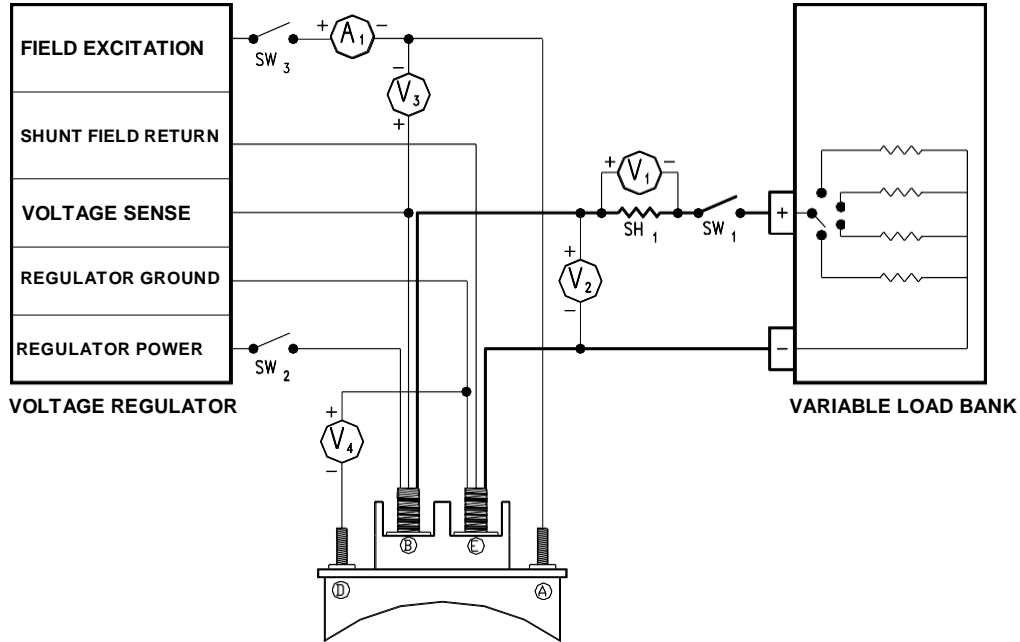 FIELD EXCITATION
SHUNT FIELD RETURN
VOLTAGE SENSE
REGULATOR GROUND
REGULATOR POWER
VOLTAGE REGULATOR
SW 3
+ A1 -
- V3 +
SW 2
+ V4 -
+ V1 -
SH 1
SW 1
+ V2 -
+
-
VARIABLE LOAD BANK
B
E
D
A